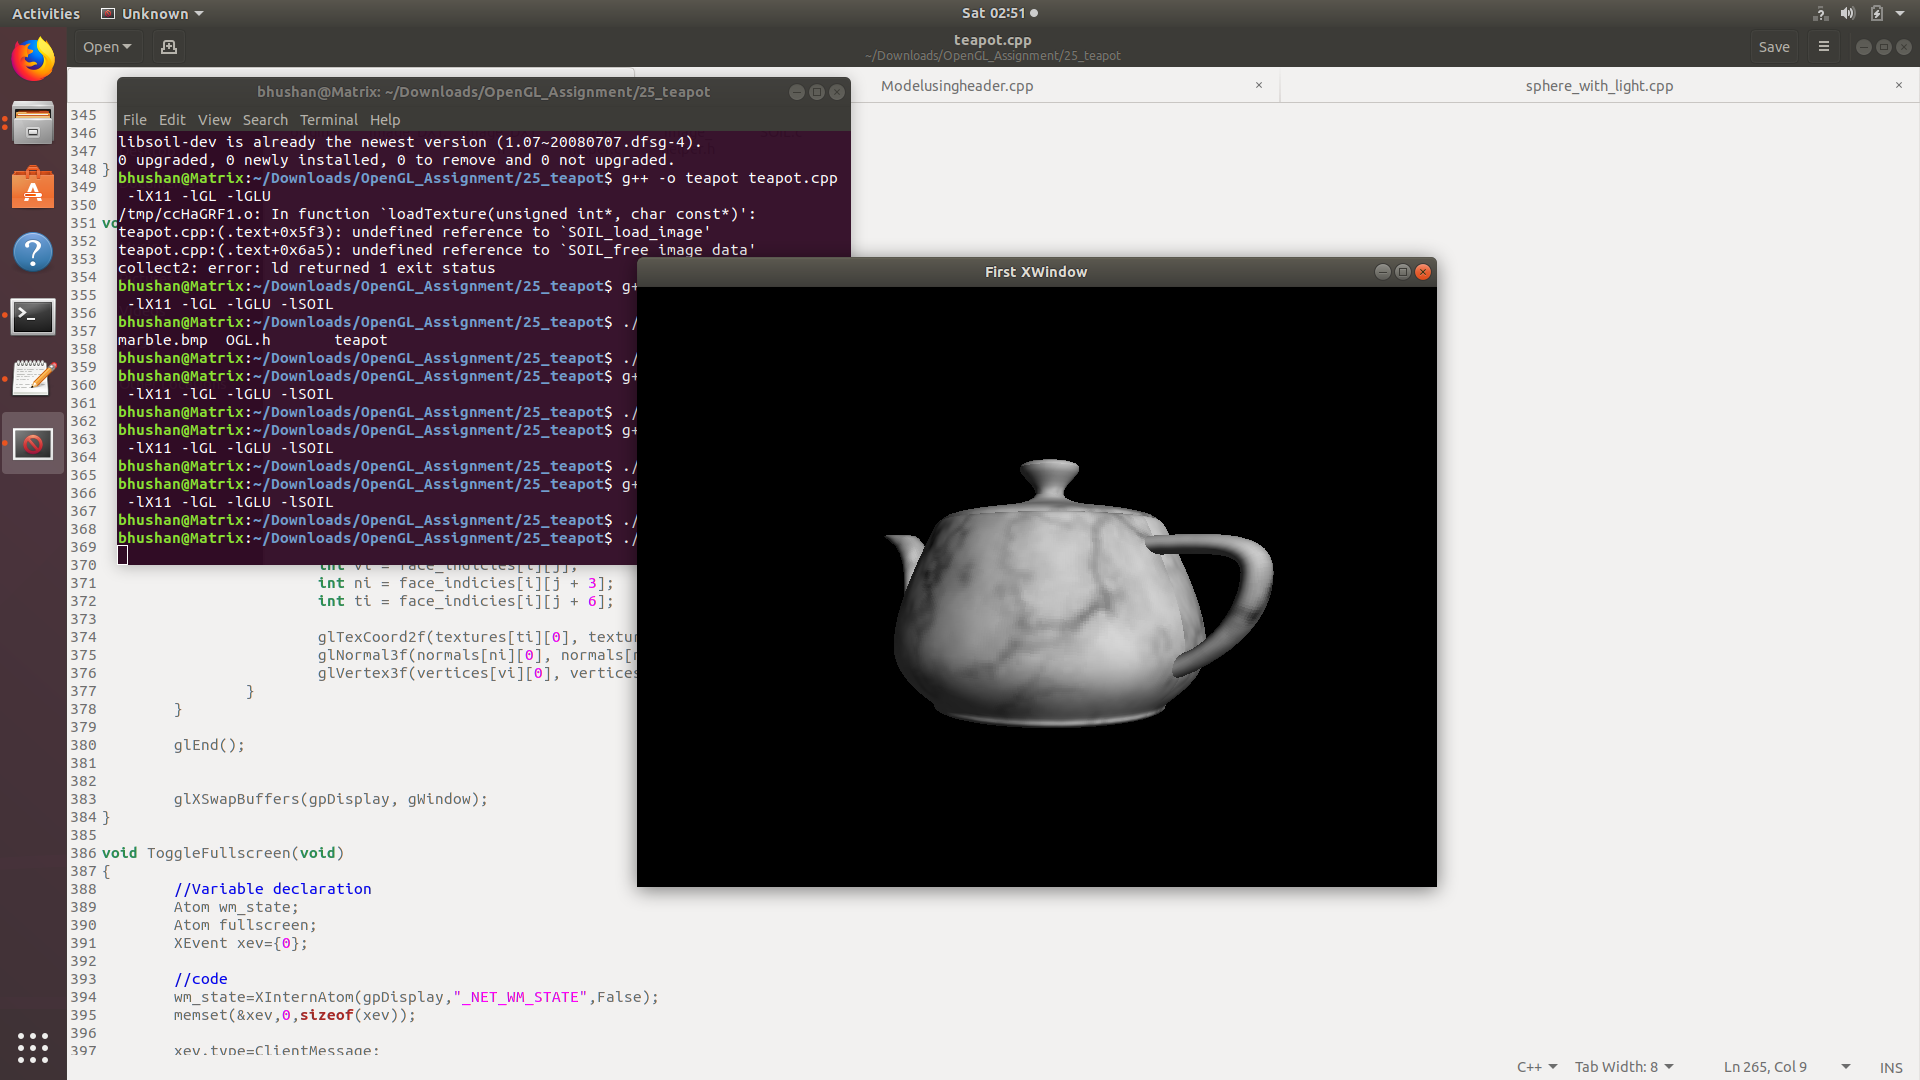 Activities
Unknown
Sat 02:51
Open
teapot.cpp
~/Downloads/OpenGL_Assignment/25_teapot
Save
Modelusingheader.cpp
sphere_with_light.cpp
bhushan@Matrix: ~/Downloads/OpenGL_Assignment/25_teapot
File Edit View Search Terminal Help
libsoil-dev is already the newest version (1.07~20080707.dfsg-4).
0 upgraded, 0 newly installed, 0 to remove and 0 not upgraded.
bhushan@Matrix:~/Downloads/OpenGL_Assignment/25_teapot$ g++ -o teapot teapot.cpp
-lX11 -lGL -lGLU
/tmp/ccHaGRF1.o: In function `loadTexture(unsigned int*, char const*)':
teapot.cpp:(.text+0x5f3): undefined reference to `SOIL_load_image'
teapot.cpp:(.text+0x6a5): undefined reference to `SOIL_free_image_data'
collect2: error: ld returned 1 exit status
bhushan@Matrix:~/Downloads/OpenGL_Assignment/25_teapot$ g+
-lX11 -lGL -lGLU -lSOIL
bhushan@Matrix:~/Downloads/OpenGL_Assignment/25_teapot$ ./
marble.bmp OGL.h teapot
bhushan@Matrix:~/Downloads/OpenGL_Assignment/25_teapot$ ./
bhushan@Matrix:~/Downloads/OpenGL_Assignment/25_teapot$ g+
-lX11 -lGL -lGLU -lSOIL
bhushan@Matrix:~/Downloads/OpenGL_Assignment/25_teapot$ ./
bhushan@Matrix:~/Downloads/OpenGL_Assignment/25_teapot$ g+
-lX11 -lGL -lGLU -lSOIL
bhushan@Matrix:~/Downloads/OpenGL_Assignment/25_teapot$ ./
bhushan@Matrix:~/Downloads/OpenGL_Assignment/25_teapot$ g+
-lX11 -lGL -lGLU -lSOIL
bhushan@Matrix:~/Downloads/OpenGL_Assignment/25_teapot$ ./
bhushan@Matrix:~/Downloads/OpenGL_Assignment/25_teapot$ ./
First XWindow
345
346
347
348 }
349
350
351 vo
352
353
354
355
356
357
358
359
360
361
362
363
364
365
366
367
368
369
370 int vi = face_indicies[i][j];
371 int ni = face_indicies[i][j + 3];
372 int ti = face_indicies[i][j + 6];
373
374 glTexCoord2f(textures[ti][0], textur
375 glNormal3f(normals[ni][0], normals[n
376 glVertex3f(vertices[vi][0], vertices
377 }
378 }
379
380 glEnd();
381
382
383 glXSwapBuffers(gpDisplay, gWindow);
384 }
385
386 void ToggleFullscreen(void)
387 {
388 //Variable declaration
389 Atom wm_state;
390 Atom fullscreen;
391 XEvent xev={0};
392
393 //code
394 wm_state=XInternAtom(gpDisplay,"_NET_WM_STATE",False);
395 memset(&xev,0,sizeof(xev));
396
397 xev.type=ClientMessage;
C++ Tab Width: 8 Ln 265, Col 9 INS